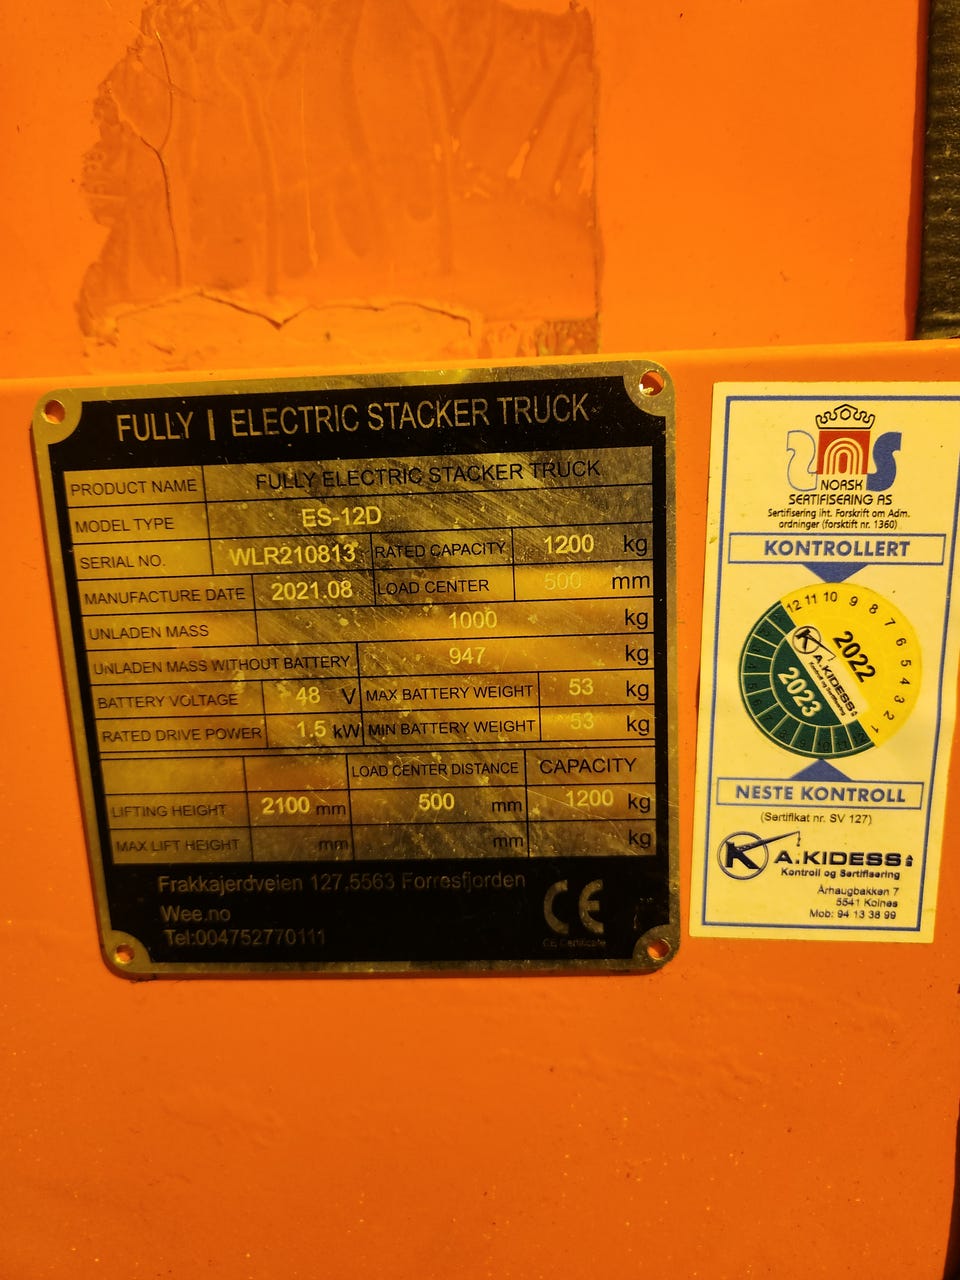 FULLY | ELECTRIC STACKER TRUCK
PRODUCT NAME FULLY ELECTRIC STACKER TRUCK
MODEL TYPE ES-12D
SERIAL NO. WLR210813 RATED CAPACITY 1200 kg
MANUFACTURE DATE 2021.08 LOAD CENTER 500 mm
UNLADEN MASS 1000 kg
UNLADEN MASS WITHOUT BATTERY 947 kg
BATTERY VOLTAGE 48 V MAX BATTERY WEIGHT 53 kg
RATED DRIVE POWER 1.5 kW MIN BATTERY WEIGHT 53 kg
LOAD CENTER DISTANCE CAPACITY
LIFTING HEIGHT 2100 mm 500 mm 1200 kg
MAX LIFT HEIGHT mm mm kg
Frakkajerdveien 127.5563 Forresfjorden
Wee.no
Tel:004752770111
CE
CE Certificate
NORSK
SERTIFISERING AS
Sertifisering iht. Forskrift om Adm.
ordninger (forskrift nr. 1360)
KONTROLLERT
12 11 10 9 8 7 6 5 4 3 2 1
2022
A.KIDESS
Kontroll og Sertifisering
2023
NESTE KONTROLL
(Sertifikat nr. SV 127)
K A.KIDESS
Kontroll og Sertifisering
Århaugbakken 7
5541 Kolnes
Mob: 94 13 38 99